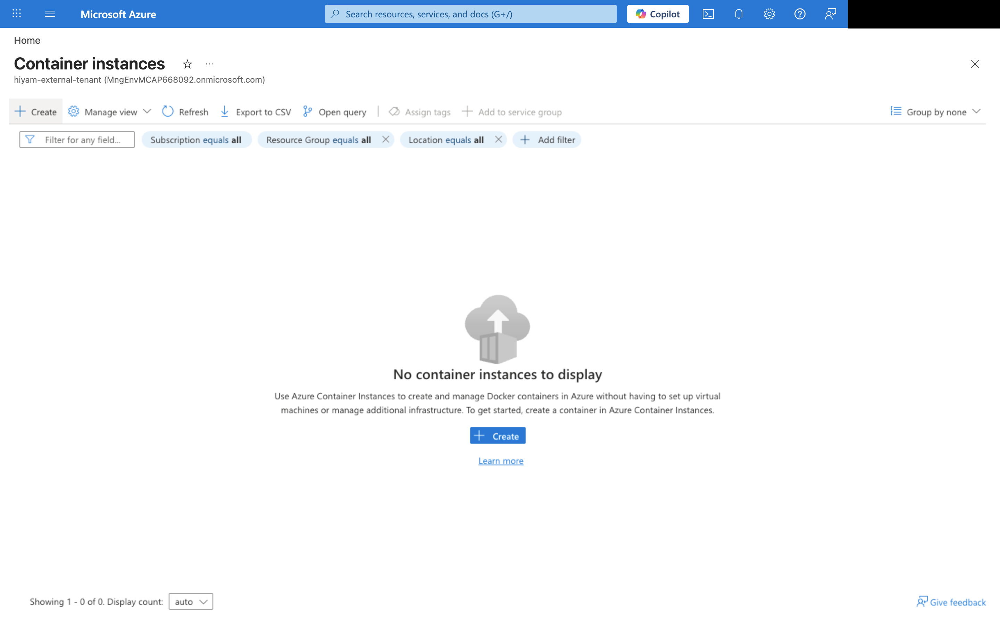 Microsoft Azure
Search resources, services, and docs (G+/)
Copilot
Home
Container instances
hiyam-external-tenant (MngEnvMCAP668092.onmicrosoft.com)
Create
Manage view
Refresh
Export to CSV
Open query
Assign tags
Add to service group
Group by none
Filter for any field...
Subscription equals all
Resource Group equals all
Location equals all
Add filter
No container instances to display
Use Azure Container Instances to create and manage Docker containers in Azure without having to set up virtual
machines or manage additional infrastructure. To get started, create a container in Azure Container Instances.
Create
Learn more
Showing 1 - 0 of 0. Display count:
auto
Give feedback